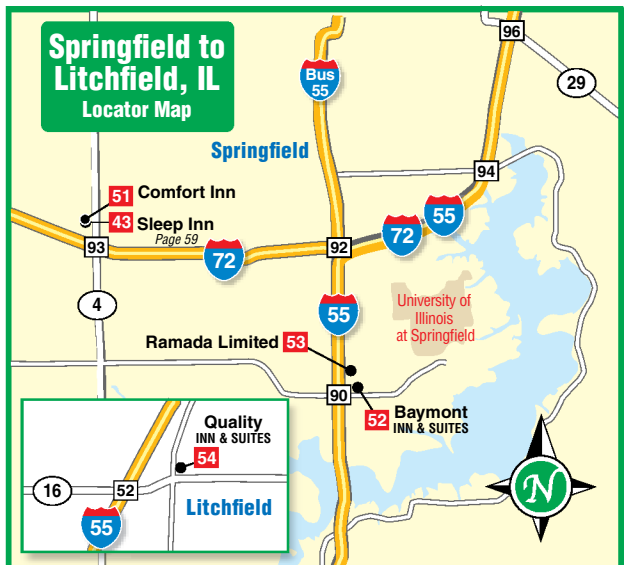 Springfield to
Litchfield, IL
Locator Map
96
Bus
55
29
Springfield
94
51 Comfort Inn
43 Sleep Inn
Page 59
55
72
93
72
92
4
55
University of
Illinois
at Springfield
Ramada Limited 53
90
52 Baymont
INN & SUITES
Quality
INN & SUITES
54
16
52
Litchfield
55
N